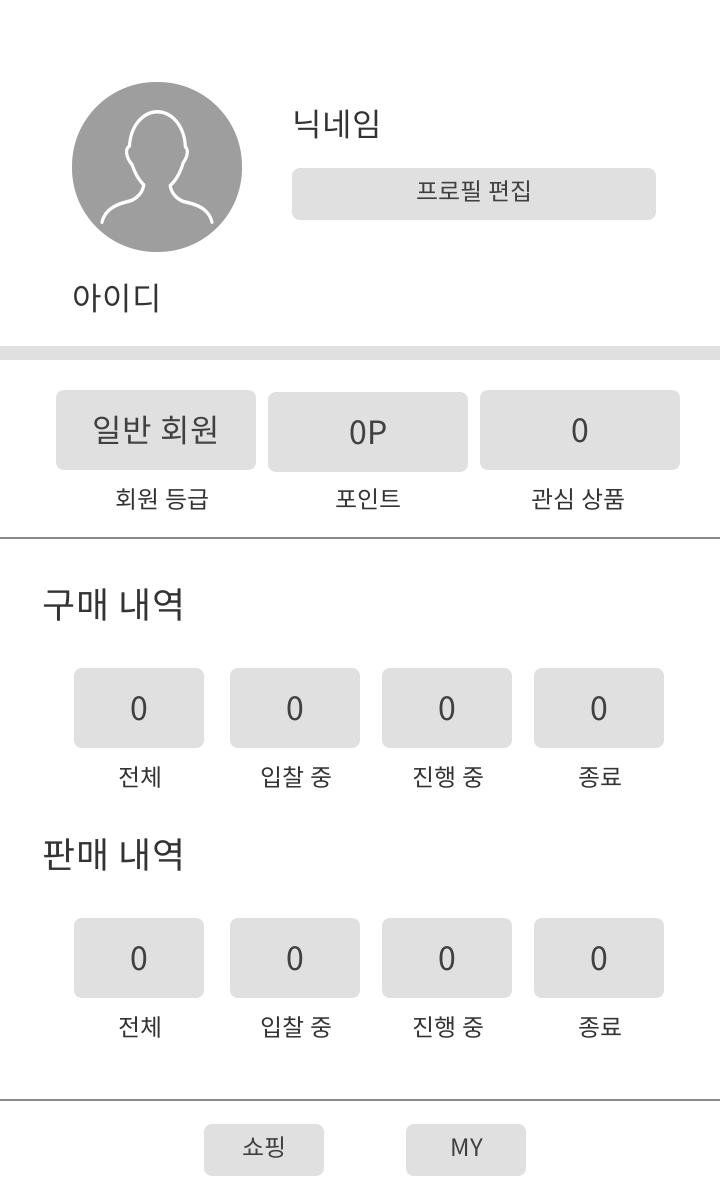 닉네임
프로필 편집
아이디
일반 회원 0P 0
회원 등급 포인트 관심 상품
구매 내역
0 0 0 0
전체 입찰 중 진행 중 종료
판매 내역
0 0 0 0
전체 입찰 중 진행 중 종료
쇼핑 MY